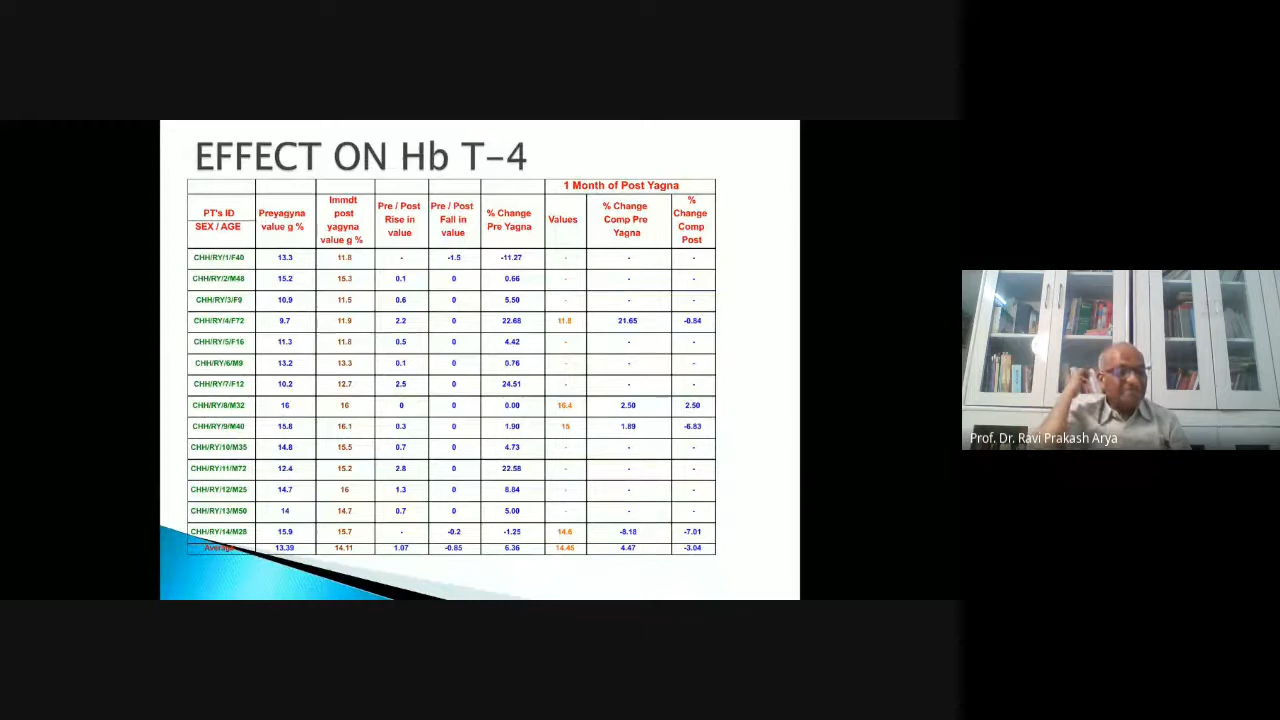 EFFECT ON Hb T-4
1 Month of Post Yagna
PT's ID SEX / AGE Preyagyna value g % Immdt post yagyna value g % Pre / Post Rise in value Pre / Post Fall in value % Change Pre Yagna Values % Change Comp Pre Yagna % Change Comp Post
CHH/RY/1/F40 13.3 11.8 - -1.5 -11.27 - - -
CHH/RY/2/M48 15.2 15.3 0.1 0 0.66 - - -
CHH/RY/3/F9 10.9 11.5 0.6 0 5.50 - - -
CHH/RY/4/F72 9.7 11.9 2.2 0 22.68 11.8 21.65 -0.84
CHH/RY/5/F16 11.3 11.8 0.5 0 4.42 - - -
CHH/RY/6/M9 13.2 13.3 0.1 0 0.76 - - -
CHH/RY/7/F12 10.2 12.7 2.5 0 24.51 - - -
CHH/RY/8/M32 16 16 0 0 0.00 16.4 2.50 2.50
CHH/RY/9/M40 15.8 16.1 0.3 0 1.90 15 1.89 -6.83
CHH/RY/10/M35 14.8 15.5 0.7 0 4.73 - - -
CHH/RY/11/M72 12.4 15.2 2.8 0 22.58 - - -
CHH/RY/12/M25 14.7 16 1.3 0 8.84 - - -
CHH/RY/13/M50 14 14.7 0.7 0 5.00 - - -
CHH/RY/14/M28 15.9 15.7 - -0.2 -1.25 14.6 -8.18 -7.01
Average 13.39 14.11 1.07 -0.85 6.36 14.45 4.47 -3.04
Prof. Dr. Ravi Prakash Arya